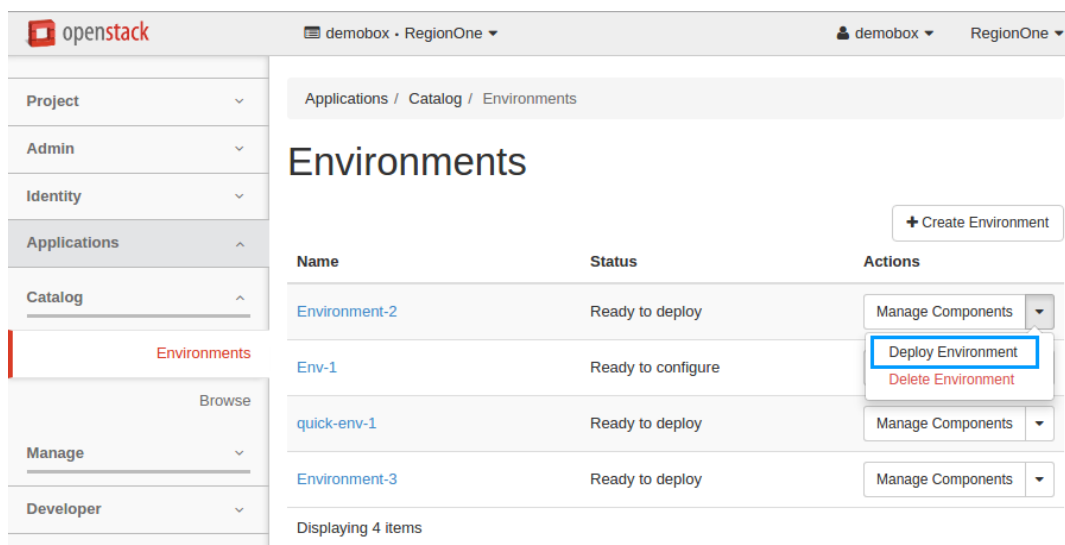 openstack
demobox · RegionOne
demobox
RegionOne
Project
Admin
Identity
Applications
Catalog
Environments
Browse
Manage
Developer
Applications / Catalog / Environments
Environments
+ Create Environment
Name Status Actions
Environment-2 Ready to deploy Manage Components
Deploy Environment
Delete Environment
Env-1 Ready to configure
quick-env-1 Ready to deploy Manage Components
Environment-3 Ready to deploy Manage Components
Displaying 4 items